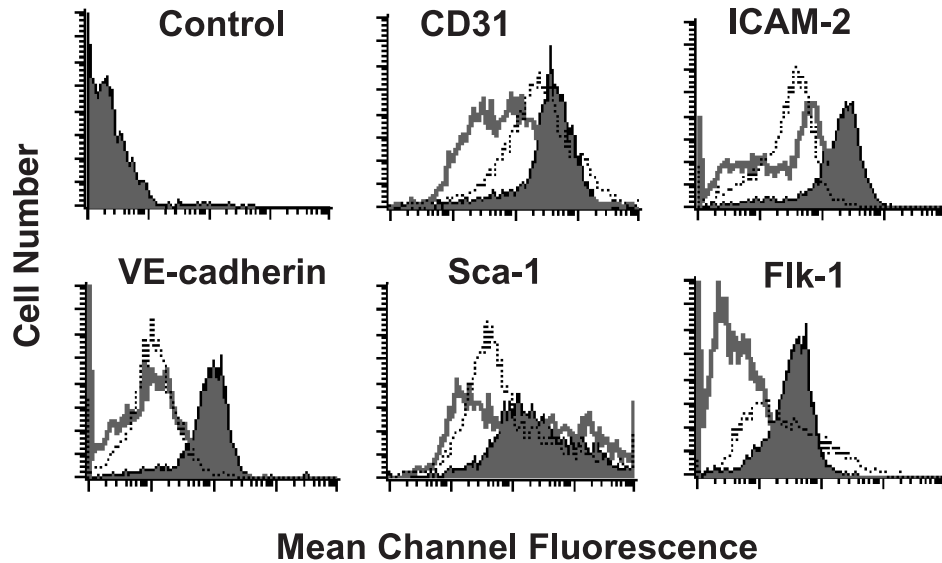 Control
CD31
ICAM-2
Cell Number
VE-cadherin
Sca-1
Flk-1
Mean Channel Fluorescence